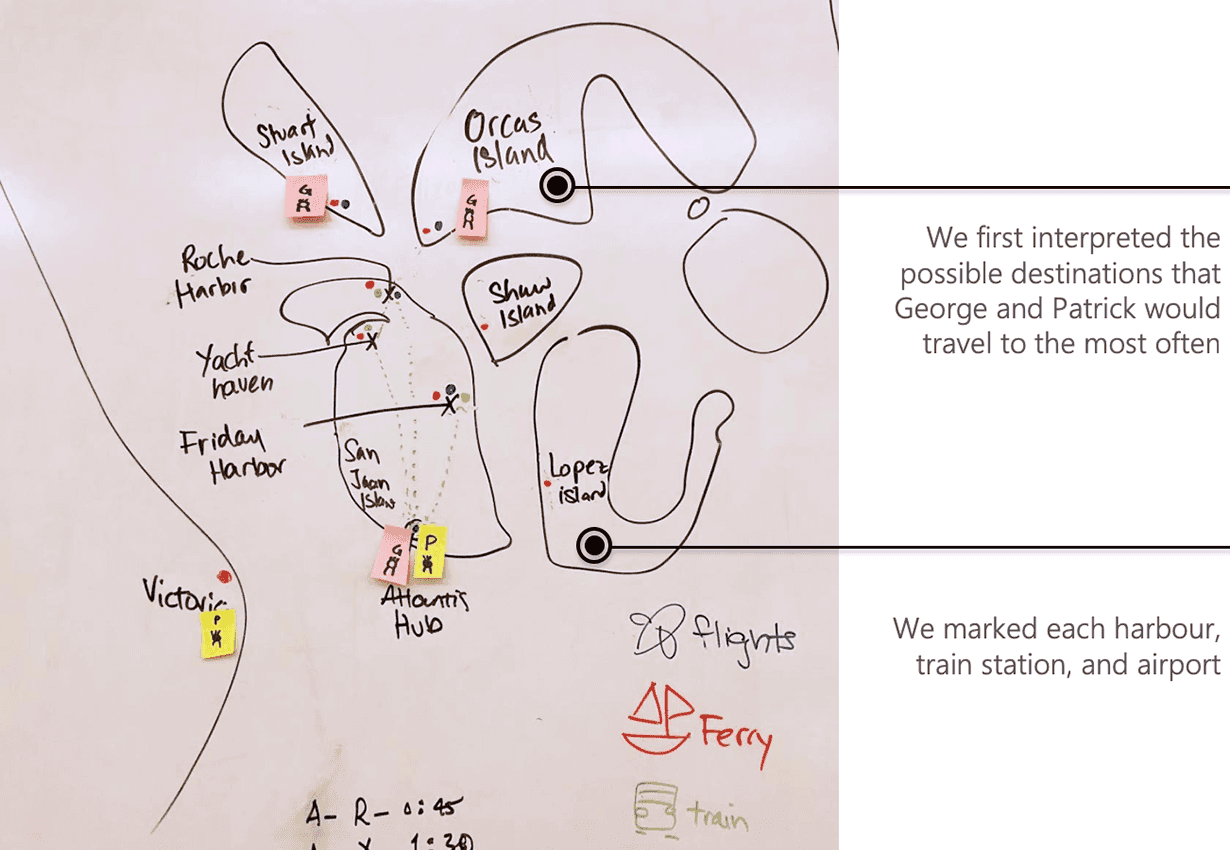 Stuart
Island
G
R
Orcas
Island
G
R
We first interpreted the
possible destinations that
George and Patrick would
travel to the most often
Roche
Harbor
Shaw
Island
Yacht
haven
Friday
Harbor
San
Juan
Island
Lopez
island
G
P
Atlantis
Hub
Victoria
P
flights
We marked each harbour,
train station, and airport
Ferry
train
A- R- 0:45
1:30